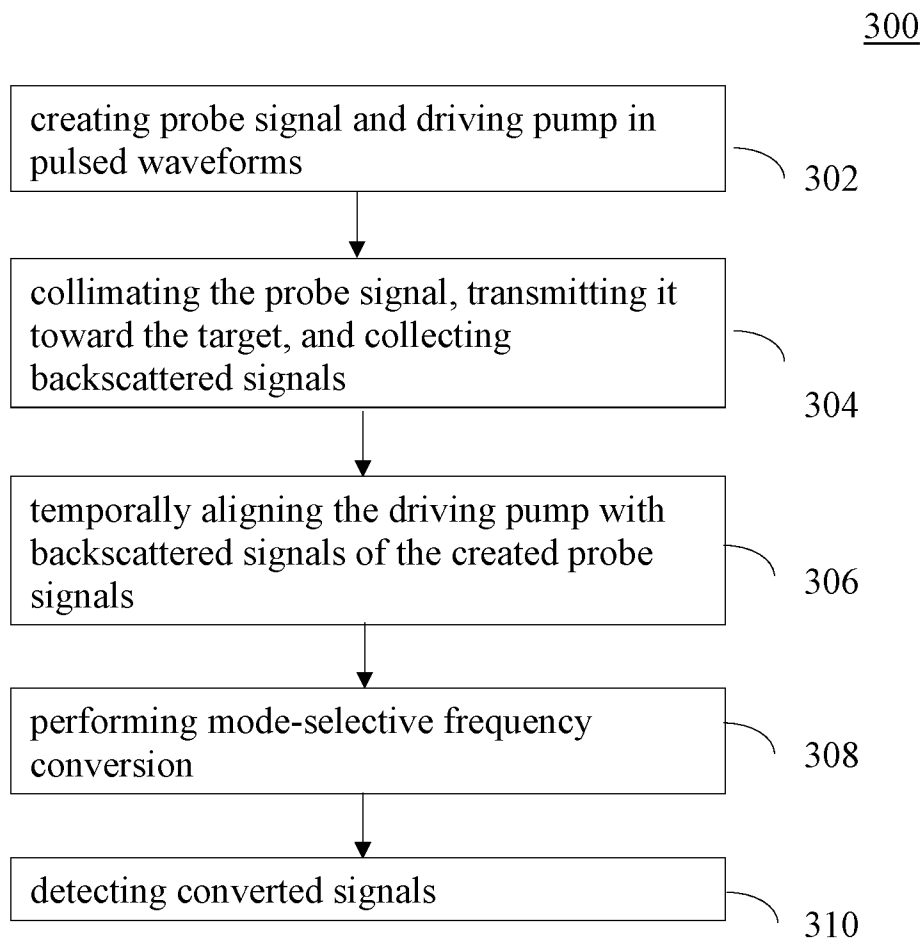 300
creating probe signal and driving pump in
pulsed waveforms
302
collimating the probe signal, transmitting it
toward the target, and collecting
backscattered signals
304
temporally aligning the driving pump with
backscattered signals of the created probe
signals
306
performing mode-selective frequency
conversion
308
detecting converted signals
310